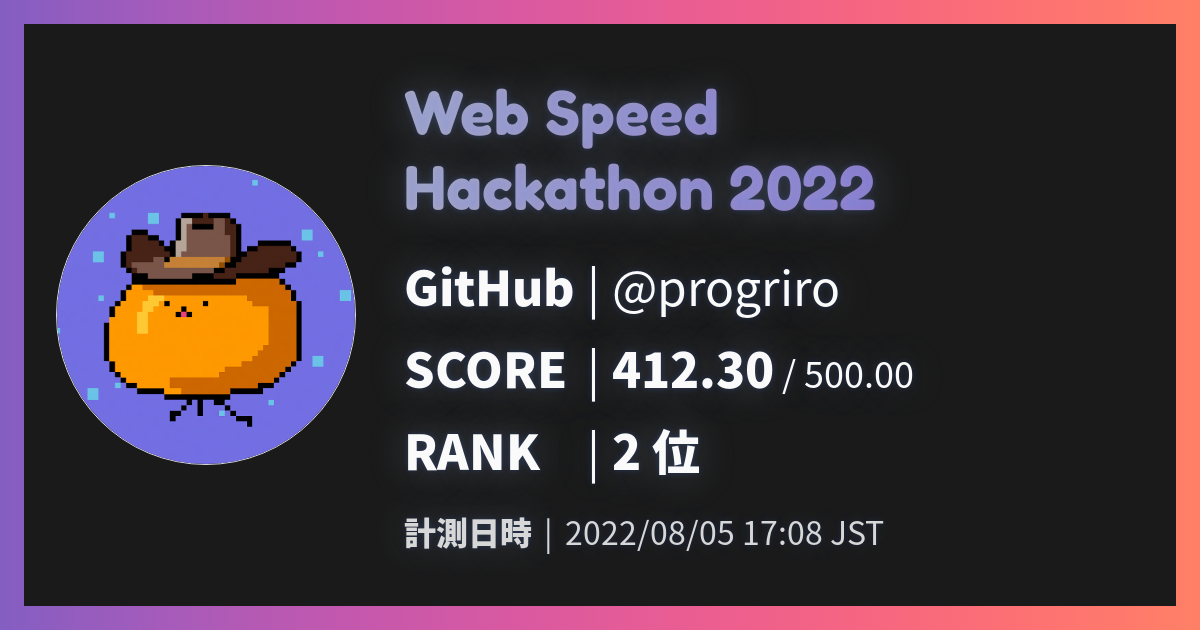 Web Speed
Hackathon 2022
GitHub | @progriro
SCORE | 412.30 / 500.00
RANK | 2 位
計測日時 | 2022/08/05 17:08 JST